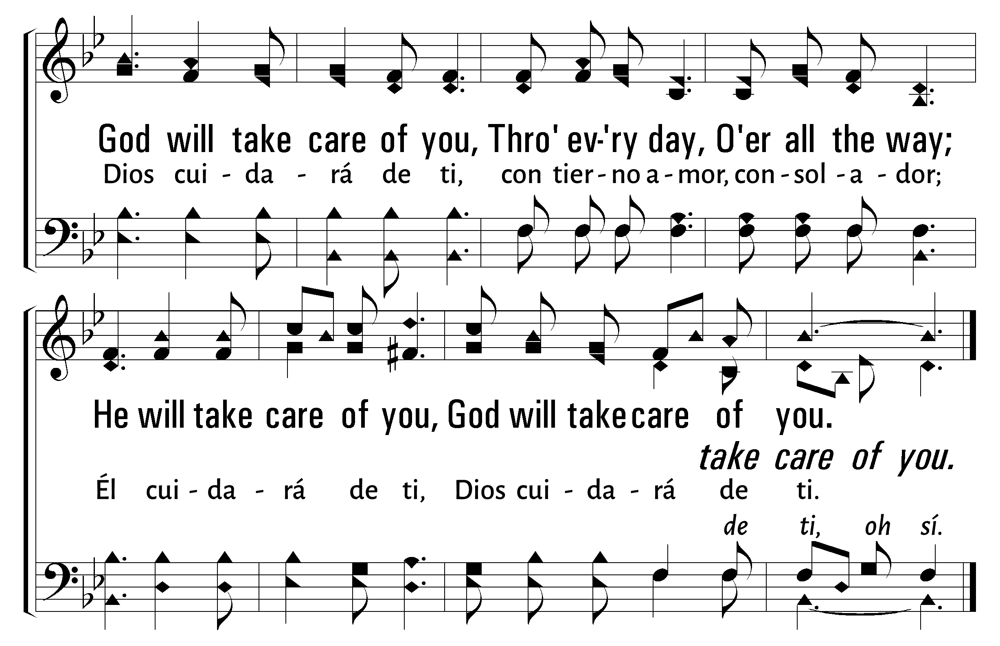 God will take care of you, Thro' ev-'ry day, O'er all the way;
Dios cui - da - rá de ti, con tier - no a - mor, con - sol - a - dor;
He will take care of you, God will take care of you.
take care of you.
Él cui - da - rá de ti, Dios cui - da - rá de ti.
de ti, oh sí.